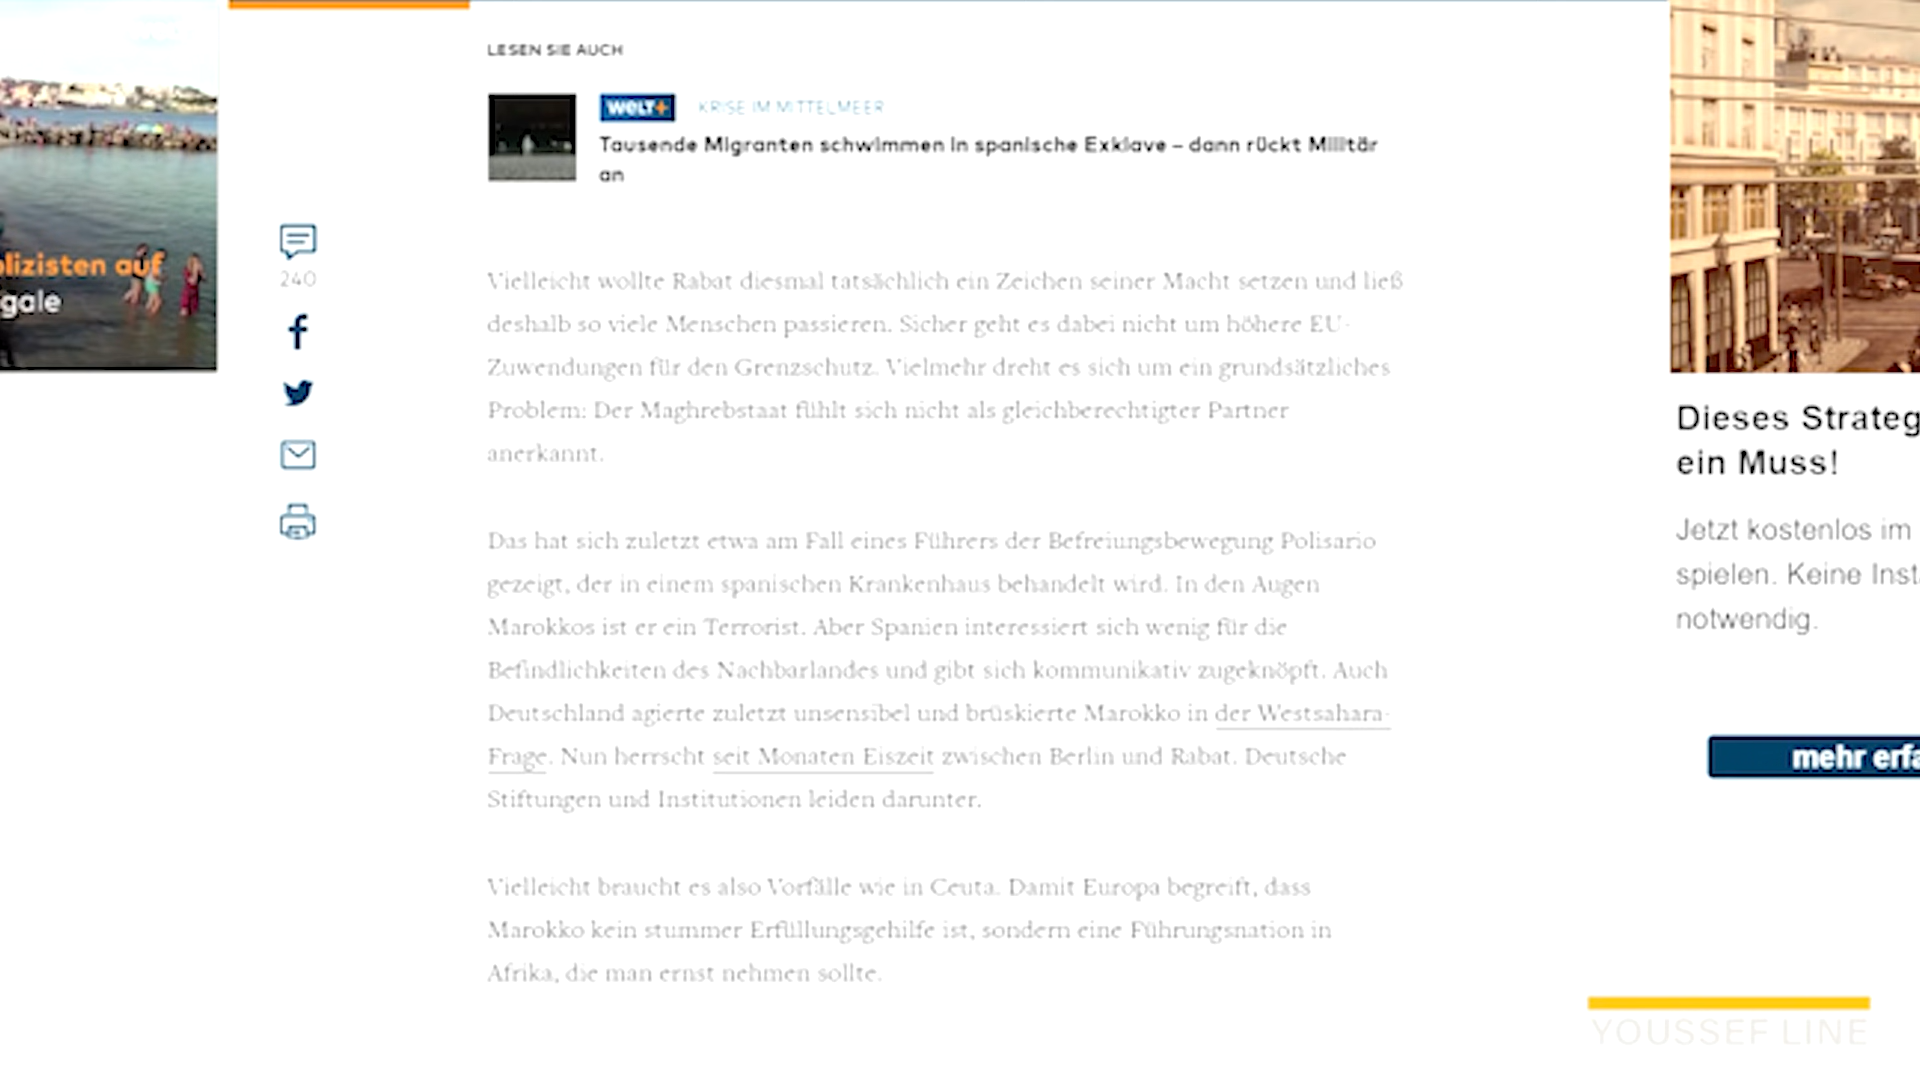 LESEN SIE AUCH
WELT+ KRISE IM MITTELMEER
Tausende Migranten schwimmen in spanische Exklave – dann rückt Militär
an
lizisten auf
gale
240
Vielleicht wollte Rabat diesmal tatsächlich ein Zeichen seiner Macht setzen und ließ
deshalb so viele Menschen passieren. Sicher geht es dabei nicht um höhere EU-
Zuwendungen für den Grenzschutz. Vielmehr dreht es sich um ein grundsätzliches
Problem: Der Maghrebstaat fühlt sich nicht als gleichberechtigter Partner
anerkannt.
Das hat sich zuletzt etwa am Fall eines Führers der Befreiungsbewegung Polisario
gezeigt, der in einem spanischen Krankenhaus behandelt wird. In den Augen
Marokkos ist er ein Terrorist. Aber Spanien interessiert sich wenig für die
Befindlichkeiten des Nachbarlandes und gibt sich kommunikativ zugeknöpft. Auch
Deutschland agierte zuletzt unsensibel und brüskierte Marokko in der Westsahara-
Frage. Nun herrscht seit Monaten Eiszeit zwischen Berlin und Rabat. Deutsche
Stiftungen und Institutionen leiden darunter.
Vielleicht braucht es also Vorfälle wie in Ceuta. Damit Europa begreift, dass
Marokko kein stummer Erfüllungsgehilfe ist, sondern eine Führungsnation in
Afrika, die man ernst nehmen sollte.
Dieses Strateg
ein Muss!
Jetzt kostenlos im
spielen. Keine Inst
notwendig.
mehr erfa
YOUSSEF LINE